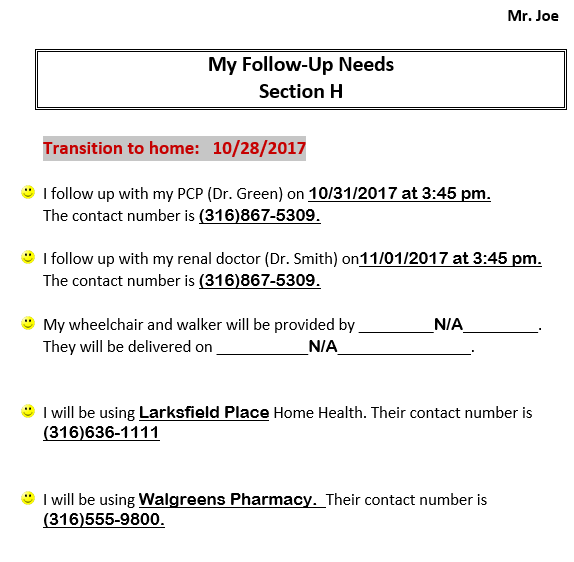 Mr. Joe
My Follow-Up Needs
Section H
Transition to home: 10/28/2017
I follow up with my PCP (Dr. Green) on 10/31/2017 at 3:45 pm.
The contact number is (316)867-5309.
I follow up with my renal doctor (Dr. Smith) on11/01/2017 at 3:45 pm.
The contact number is (316)867-5309.
My wheelchair and walker will be provided by _________N/A_________.
They will be delivered on ___________N/A________________.
I will be using Larksfield Place Home Health. Their contact number is
(316)636-1111
I will be using Walgreens Pharmacy. Their contact number is
(316)555-9800.